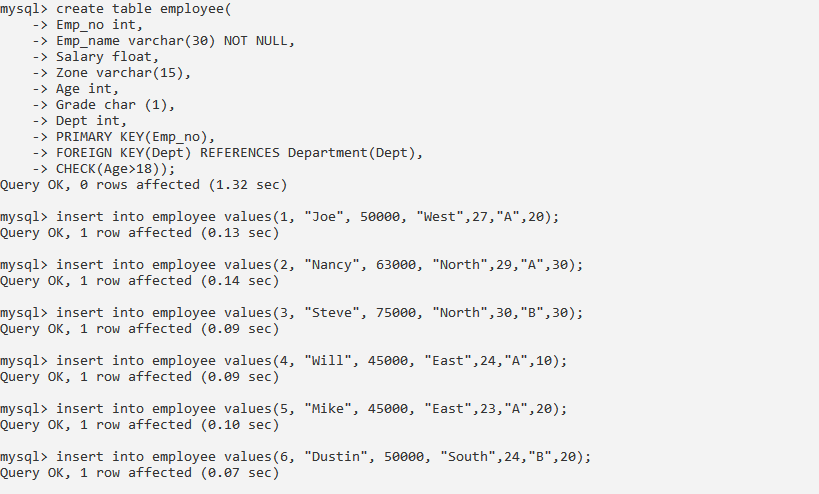 mysql> create table employee(
    -> Emp_no int,
    -> Emp_name varchar(30) NOT NULL,
    -> Salary float,
    -> Zone varchar(15),
    -> Age int,
    -> Grade char (1),
    -> Dept int,
    -> PRIMARY KEY(Emp_no),
    -> FOREIGN KEY(Dept) REFERENCES Department(Dept),
    -> CHECK(Age>18));
Query OK, 0 rows affected (1.32 sec)
mysql> insert into employee values(1, "Joe", 50000, "West",27,"A",20);
Query OK, 1 row affected (0.13 sec)
mysql> insert into employee values(2, "Nancy", 63000, "North",29,"A",30);
Query OK, 1 row affected (0.14 sec)
mysql> insert into employee values(3, "Steve", 75000, "North",30,"B",30);
Query OK, 1 row affected (0.09 sec)
mysql> insert into employee values(4, "Will", 45000, "East",24,"A",10);
Query OK, 1 row affected (0.09 sec)
mysql> insert into employee values(5, "Mike", 45000, "East",23,"A",20);
Query OK, 1 row affected (0.10 sec)
mysql> insert into employee values(6, "Dustin", 50000, "South",24,"B",20);
Query OK, 1 row affected (0.07 sec)